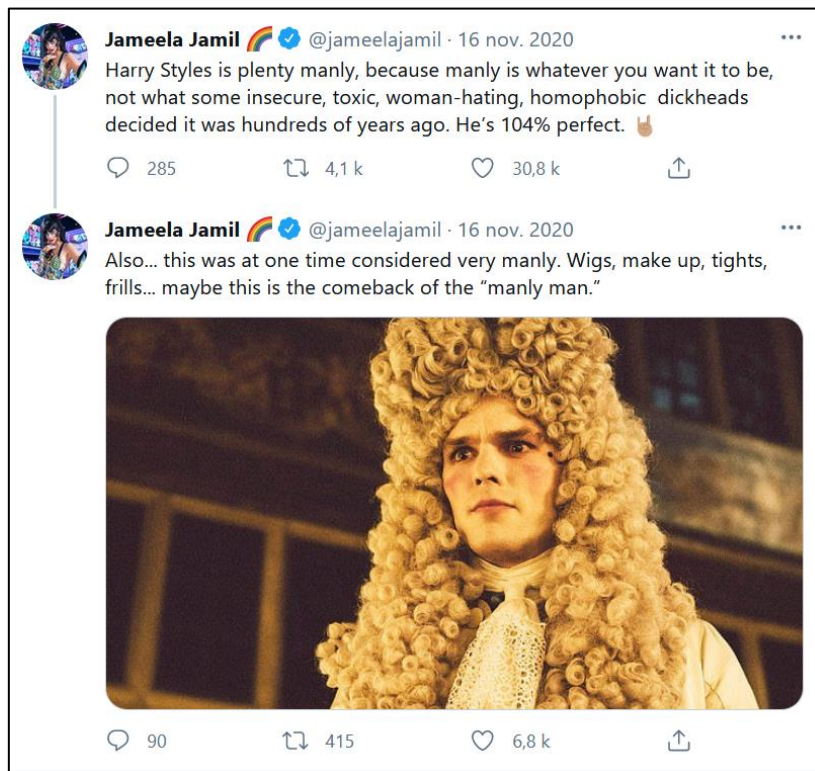 Jameela Jamil 🌈 @jameelajamil · 16 nov. 2020
Harry Styles is plenty manly, because manly is whatever you want it to be,
not what some insecure, toxic, woman-hating, homophobic dickheads
decided it was hundreds of years ago. He's 104% perfect. 🤘🏽
285 4,1 k 30,8 k
Jameela Jamil 🌈 @jameelajamil · 16 nov. 2020
Also... this was at one time considered very manly. Wigs, make up, tights,
frills... maybe this is the comeback of the “manly man.”
90 415 6,8 k